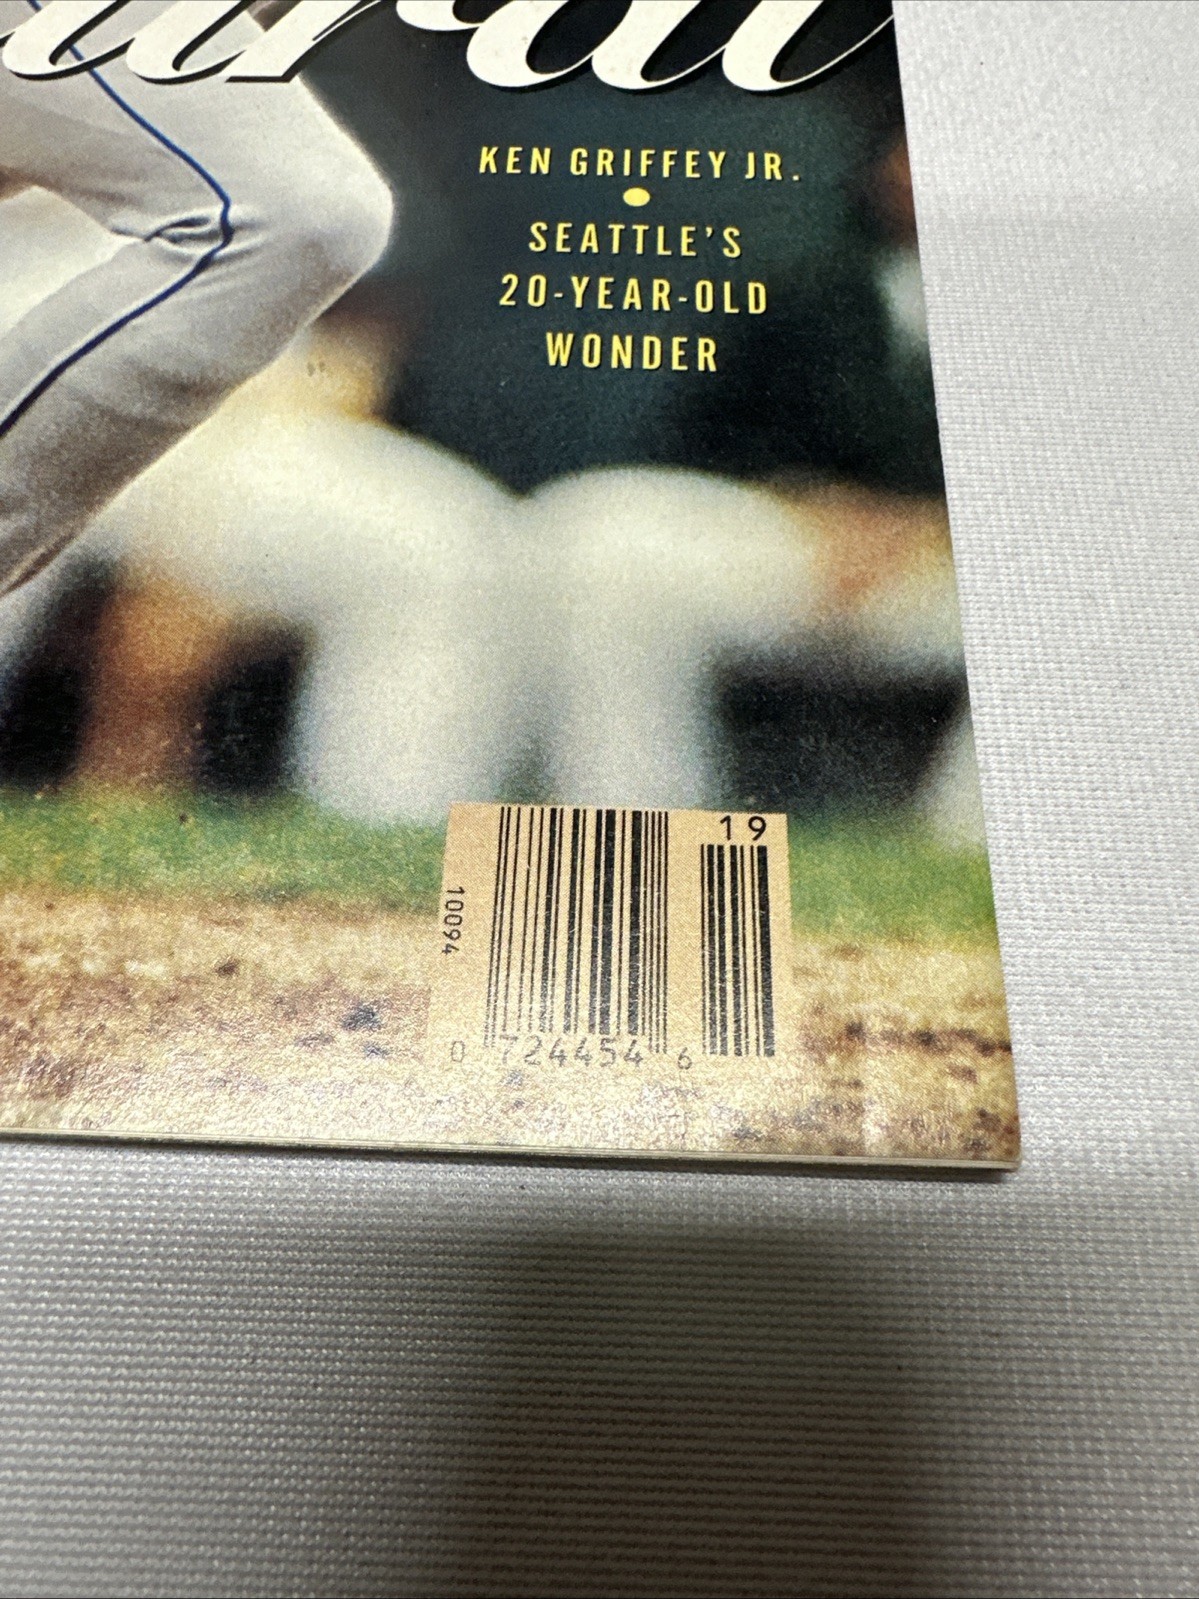 KEN GRIFFEY JR.
SEATTLE'S
20-YEAR-OLD
WONDER
19
10094
0 724454 6